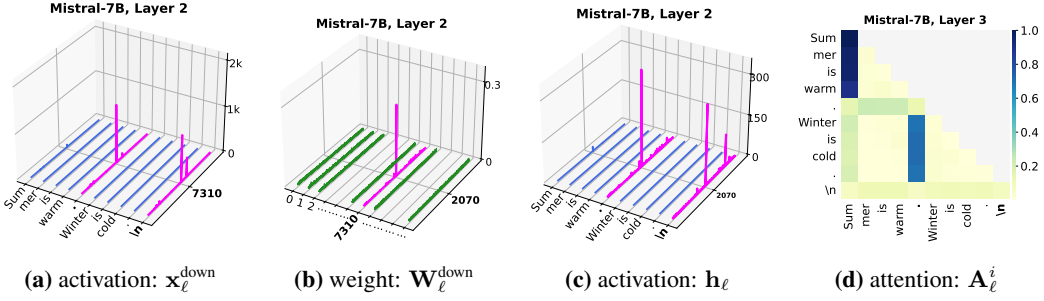 Mistral-7B, Layer 2
2k
1k
0
7310
Sum
mer
is
warm
.
Winter
is
cold
.
\n
(a) activation: x_ℓ^down
Mistral-7B, Layer 2
0.3
0
2070
0 1 2 ........ 7310 ............
(b) weight: W_ℓ^down
Mistral-7B, Layer 2
300
150
0
2070
Sum
mer
is
warm
.
Winter
is
cold
.
\n
(c) activation: h_ℓ
Mistral-7B, Layer 3
Sum
mer
is
warm
.
Winter
is
cold
.
\n
Sum
mer
is
warm
.
Winter
is
cold
.
\n
1.0
0.8
0.6
0.4
0.2
(d) attention: A_ℓ^i